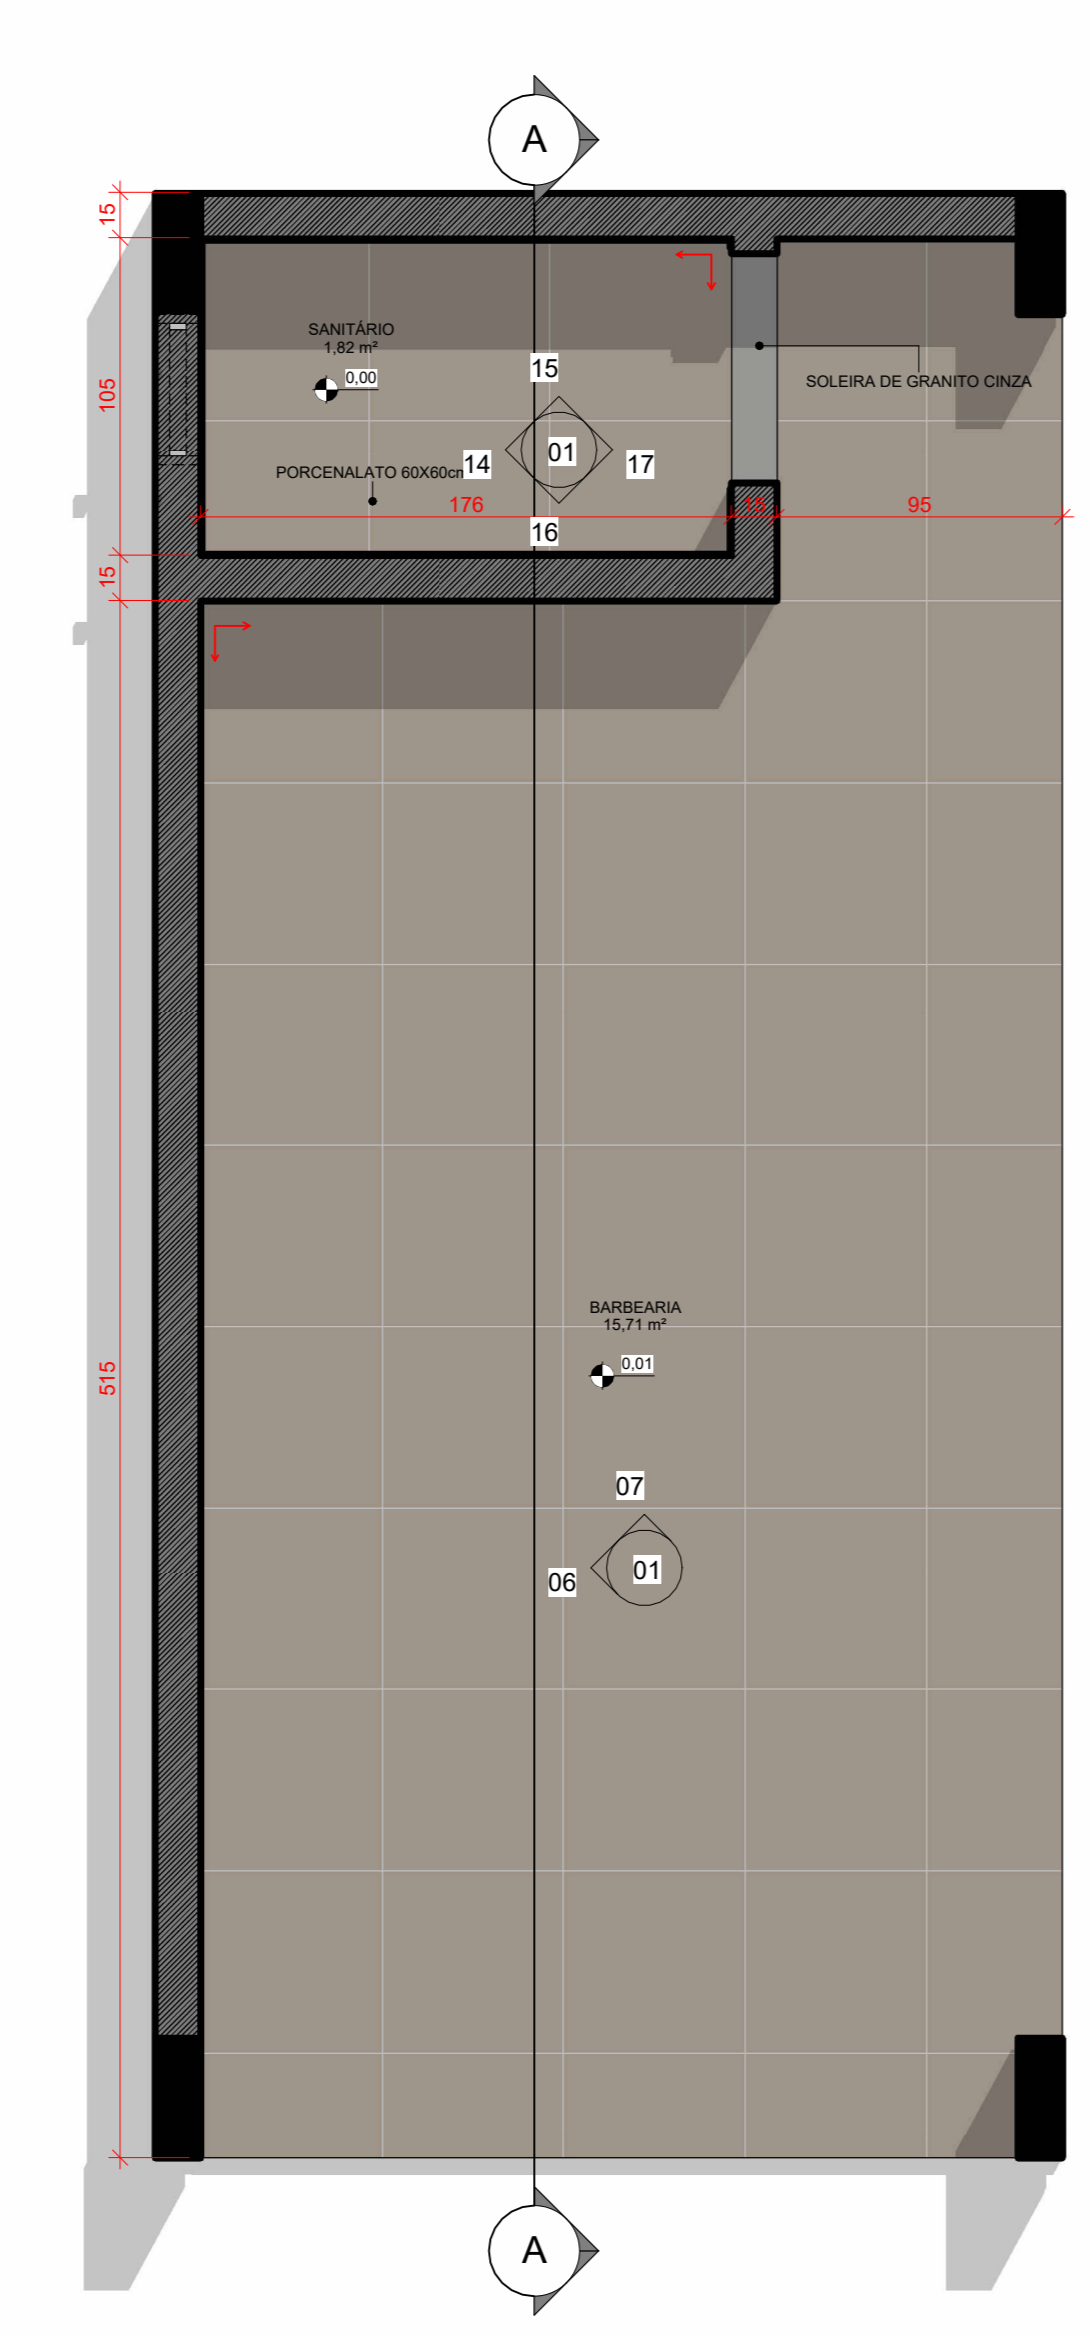 A
15
SANITÁRIO
1,82 m²
0,00
15
SOLEIRA DE GRANITO CINZA
105
01
14
17
PORCENALATO 60X60cm
176
15
95
16
15
BARBEARIA
15,71 m²
0,01
515
07
01
06
A